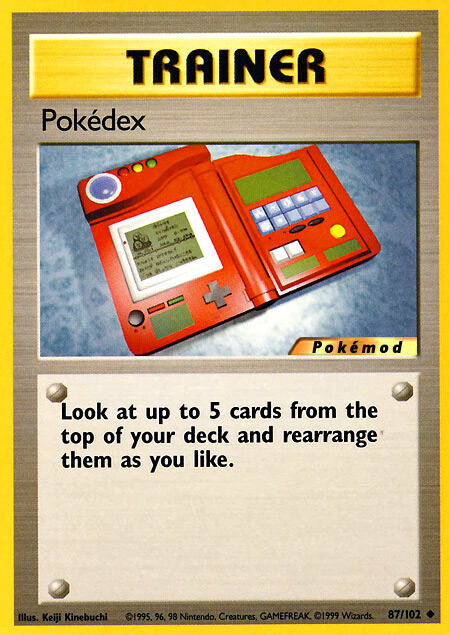 TRAINER
Pokédex
Pokémod
Look at up to 5 cards from the
top of your deck and rearrange
them as you like.
Illus. Keiji Kinebuchi ©1995, 96, 98 Nintendo, Creatures, GAMEFREAK. ©1999 Wizards. 87/102 ◆